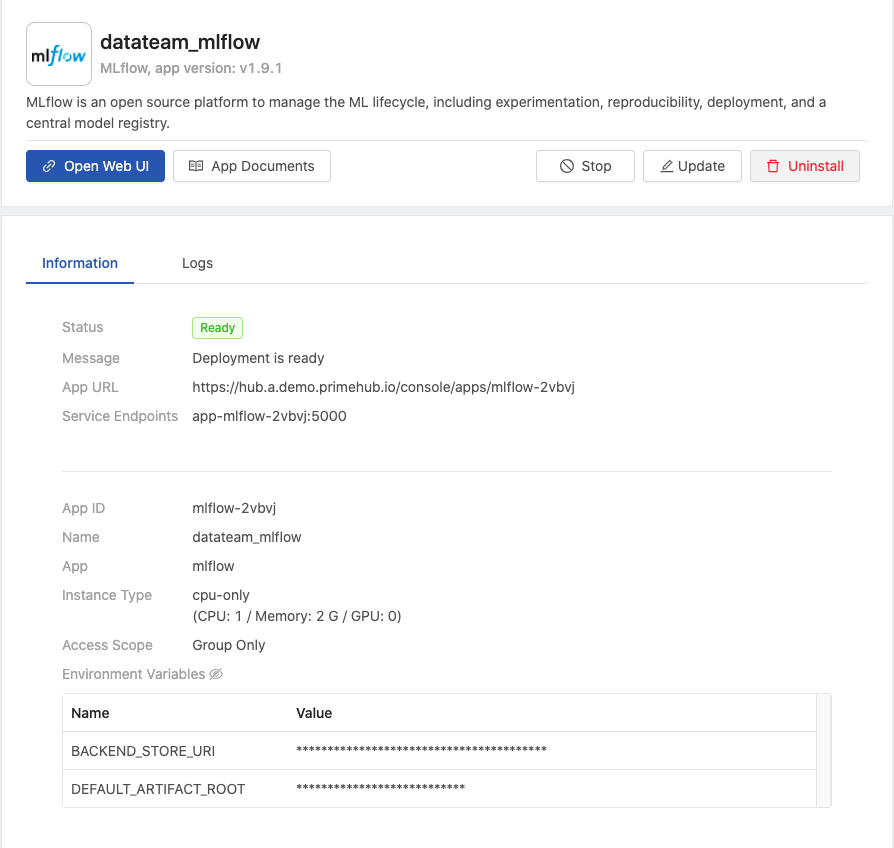 mlflow
datateam_mlflow
MLflow, app version: v1.9.1
MLflow is an open source platform to manage the ML lifecycle, including experimentation, reproducibility, deployment, and a
central model registry.
Open Web UI
App Documents
Stop
Update
Uninstall
Information
Logs
Status Ready
Message Deployment is ready
App URL https://hub.a.demo.primehub.io/console/apps/mlflow-2vbvj
Service Endpoints app-mlflow-2vbvj:5000
App ID mlflow-2vbvj
Name datateam_mlflow
App mlflow
Instance Type cpu-only
(CPU: 1 / Memory: 2 G / GPU: 0)
Access Scope Group Only
Environment Variables
Name Value
BACKEND_STORE_URI ****************************************
DEFAULT_ARTIFACT_ROOT ***************************